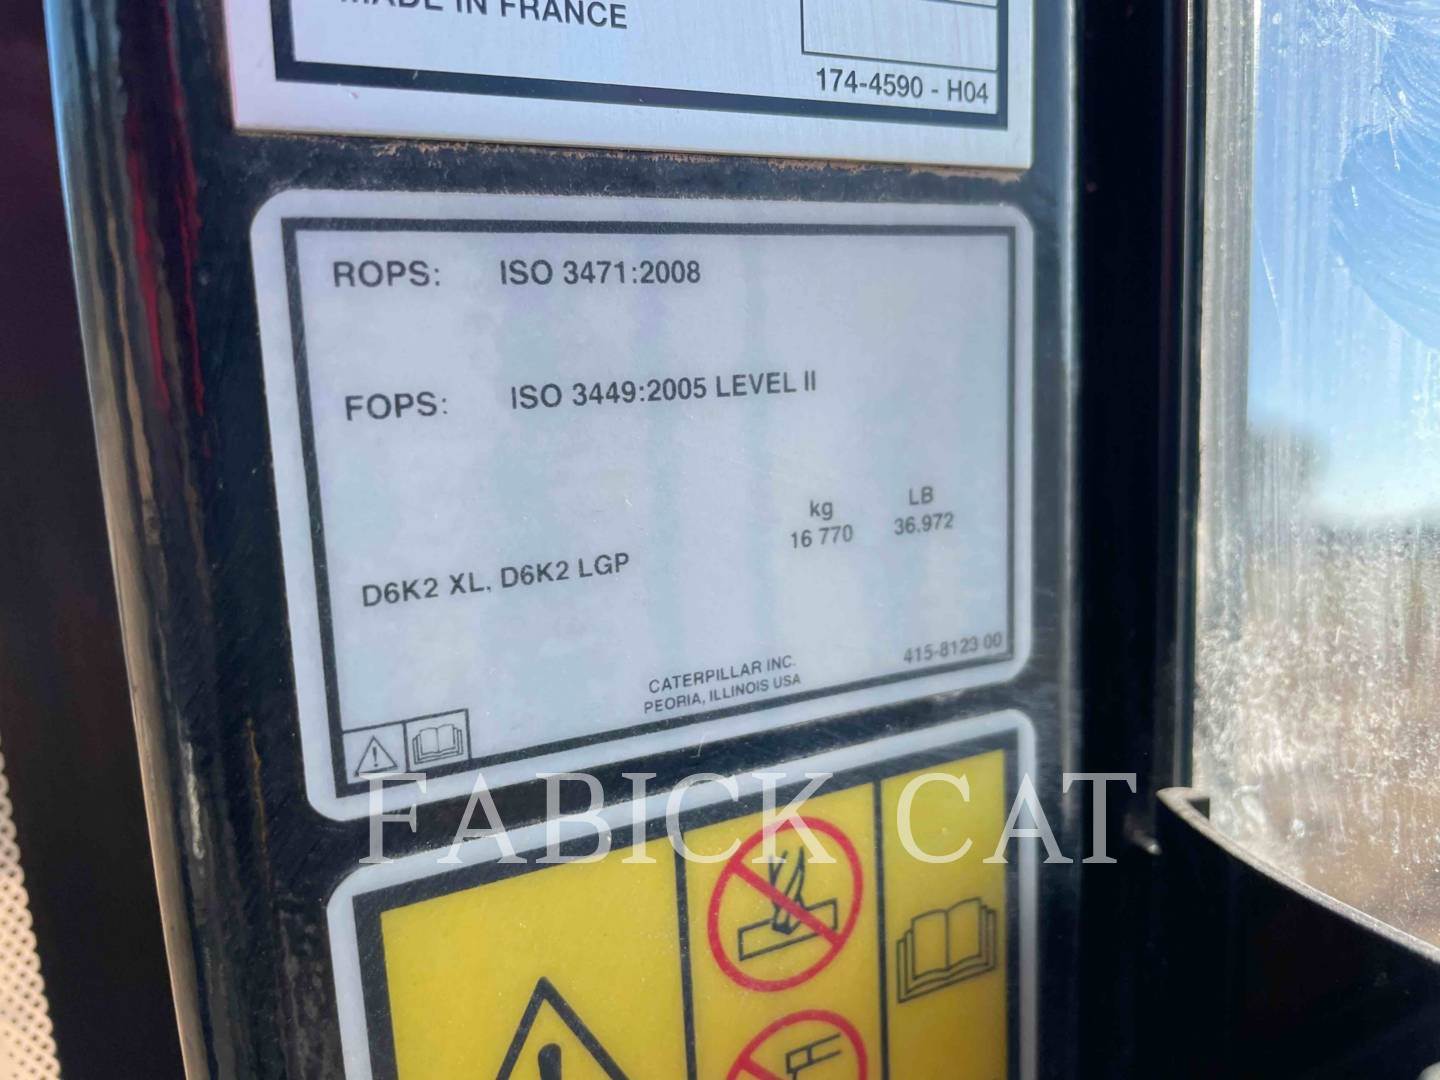 MADE IN FRANCE
174-4590 - H04
ROPS: ISO 3471:2008
FOPS: ISO 3449:2005 LEVEL II
kg LB
16 770 36.972
D6K2 XL, D6K2 LGP
CATERPILLAR INC. 415-8123 00
PEORIA, ILLINOIS USA
FABICK CAT